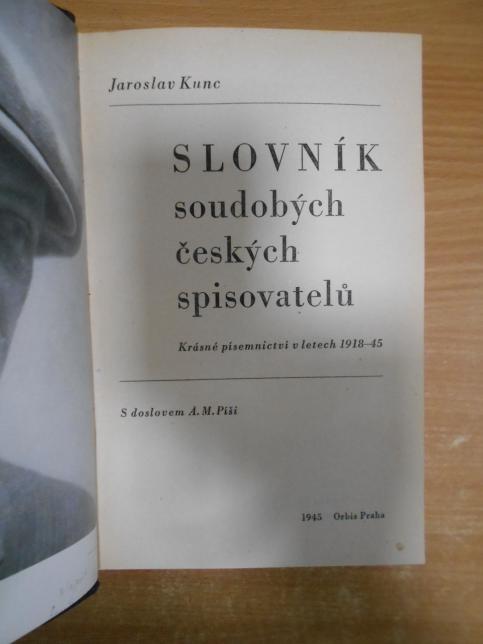 Jaroslav Kunc
SLOVNÍK
soudobých
českých
spisovatelů
Krásné písemnictví v letech 1918–45
S doslovem A. M. Píši
1945 Orbis Praha